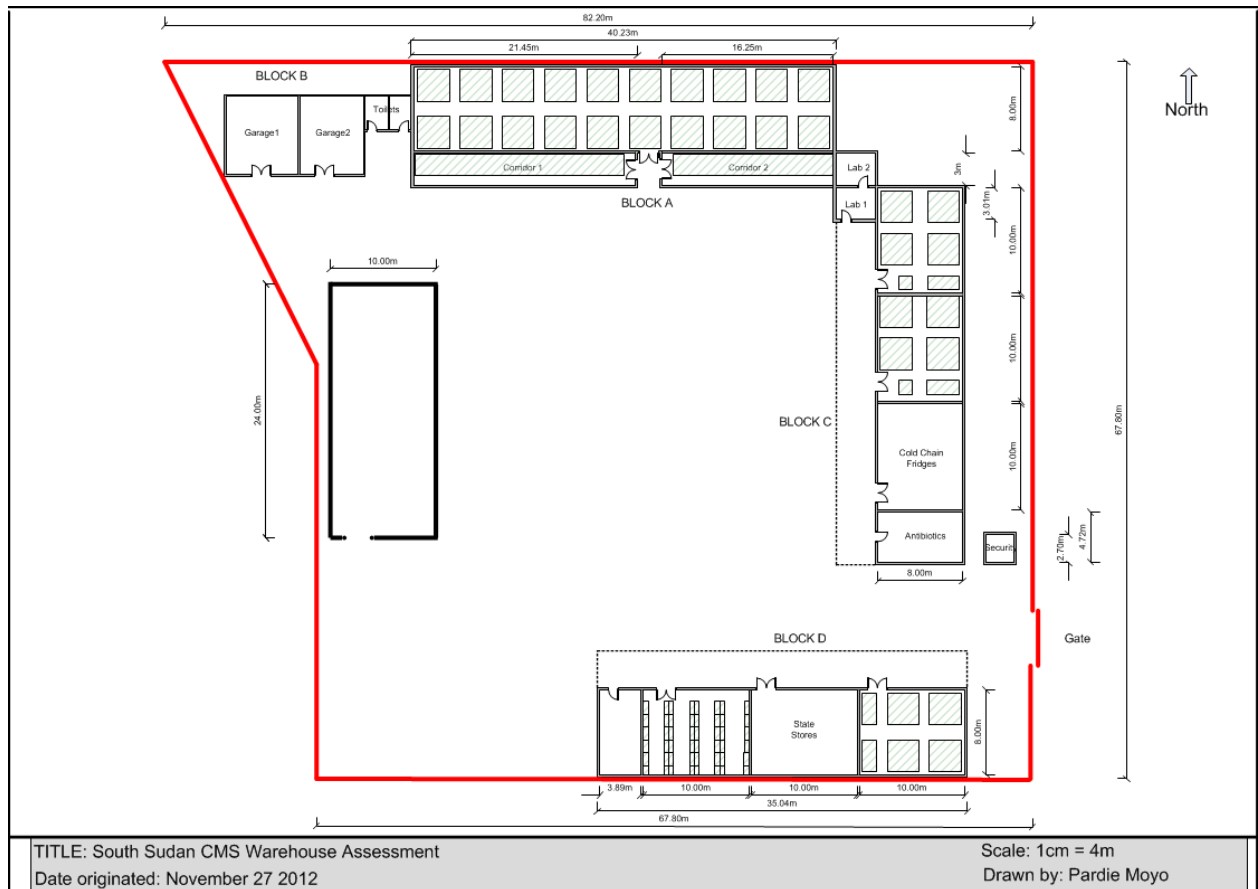 82.20m
40.23m
21.45m
16.25m
BLOCK B
North
Toilets
Garage1
Garage2
8.00m
Corridor 1
Corridor 2
Lab 2
3m
BLOCK A
Lab 1
3.01m
10.00m
10.00m
24.00m
10.00m
67.80m
BLOCK C
Cold Chain
Fridges
10.00m
Antibiotics
Security
2.70m
4.72m
8.00m
BLOCK D
Gate
State
Stores
8.00m
3.89m
10.00m
10.00m
10.00m
35.04m
67.80m
TITLE: South Sudan CMS Warehouse Assessment
Scale: 1cm = 4m
Date originated: November 27 2012
Drawn by: Pardie Moyo